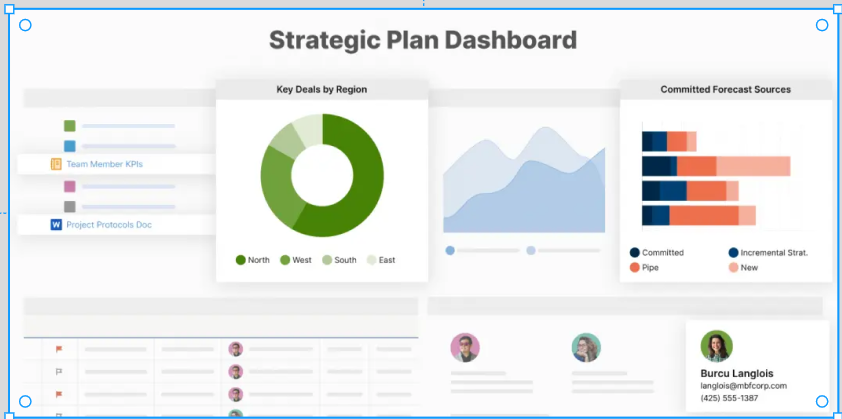 Strategic Plan Dashboard
Key Deals by Region
Committed Forecast Sources
Team Member KPIs
W Project Protocols Doc
North West South East
Committed Incremental Strat.
Pipe New
Burcu Langlois
langlois@mbfcorp.com
(425) 555-1387